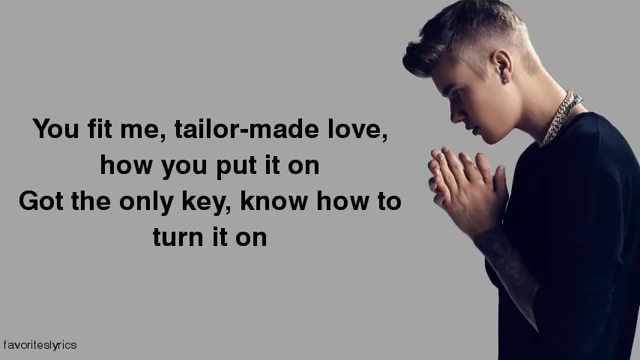 You fit me, tailor-made love,
how you put it on
Got the only key, know how to
turn it on
favoriteslyrics